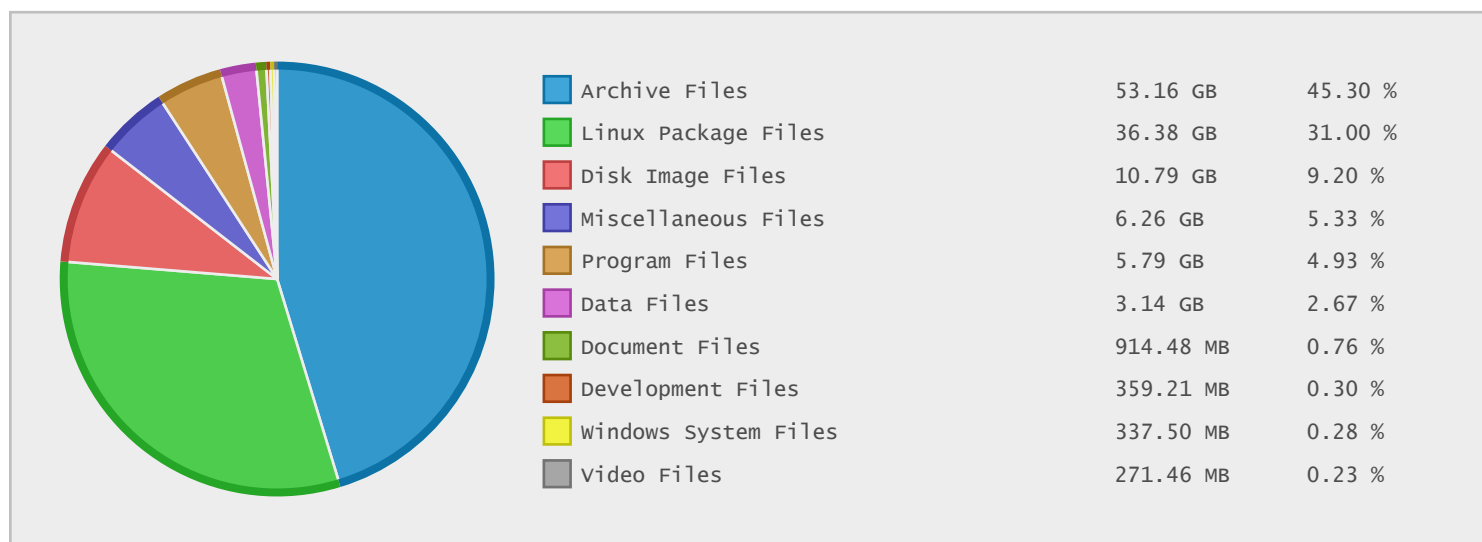 Archive Files 53.16 GB 45.30 %
Linux Package Files 36.38 GB 31.00 %
Disk Image Files 10.79 GB 9.20 %
Miscellaneous Files 6.26 GB 5.33 %
Program Files 5.79 GB 4.93 %
Data Files 3.14 GB 2.67 %
Document Files 914.48 MB 0.76 %
Development Files 359.21 MB 0.30 %
Windows System Files 337.50 MB 0.28 %
Video Files 271.46 MB 0.23 %